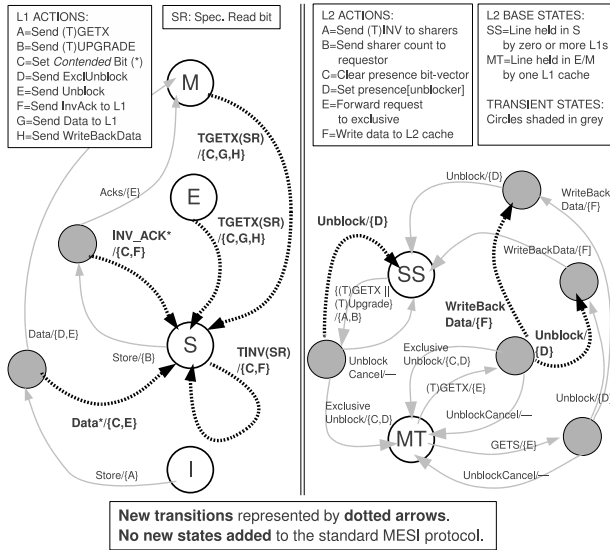 L1 ACTIONS:
A=Send (T)GETX
B=Send (T)UPGRADE
C=Set Contended Bit (*)
D=Send ExclUnblock
E=Send Unblock
F=Send InvAck to L1
G=Send Data to L1
H=Send WriteBackData
SR: Spec. Read bit
M
TGETX(SR)
/{C,G,H}
Acks/{E}
E
INV_ACK*
/{C,F}
TGETX(SR)
/{C,G,H}
S
Data/{D,E}
Store/{B}
TINV(SR)
/{C,F}
Data*/{C,E}
I
Store/{A}
L2 ACTIONS:
A=Send (T)INV to sharers
B=Send sharer count to
requestor
C=Clear presence bit-vector
D=Set presence[unblocker]
E=Forward request
to exclusive
F=Write data to L2 cache
L2 BASE STATES:
SS=Line held in S
by zero or more L1s
MT=Line held in E/M
by one L1 cache
TRANSIENT STATES:
Circles shaded in grey
Unblock/{D}
WriteBack
Data/{F}
Unblock/{D}
WriteBackData/{F}
SS
{(T)GETX ||
(T)Upgrade}
/{A,B}
WriteBack
Data/{F}
Unblock/
{D}
Unblock
Cancel/—
Exclusive
Unblock/{C,D}
(T)GETX/{E}
Exclusive
Unblock/{C,D}
UnblockCancel/—
Unblock/{D}
MT
GETS/{E}
UnblockCancel/—
New transitions represented by dotted arrows.
No new states added to the standard MESI protocol.